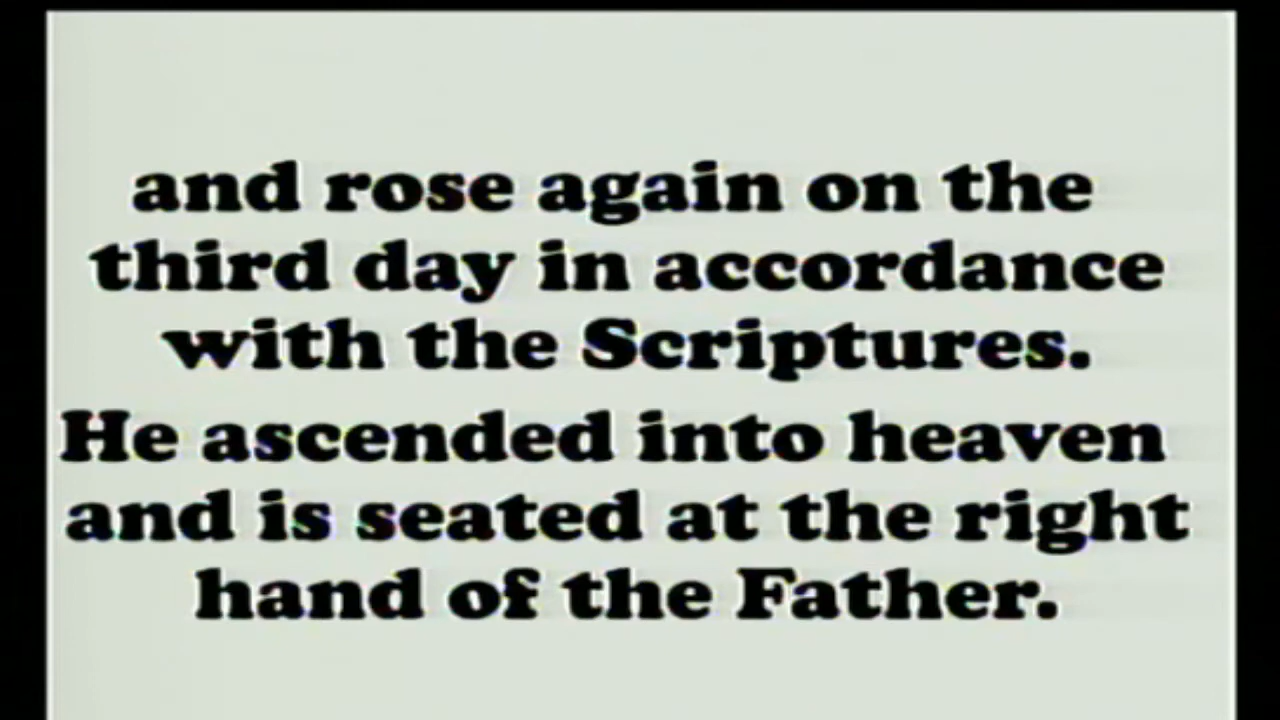 and rose again on the
third day in accordance
with the Scriptures.
He ascended into heaven
and is seated at the right
hand of the Father.